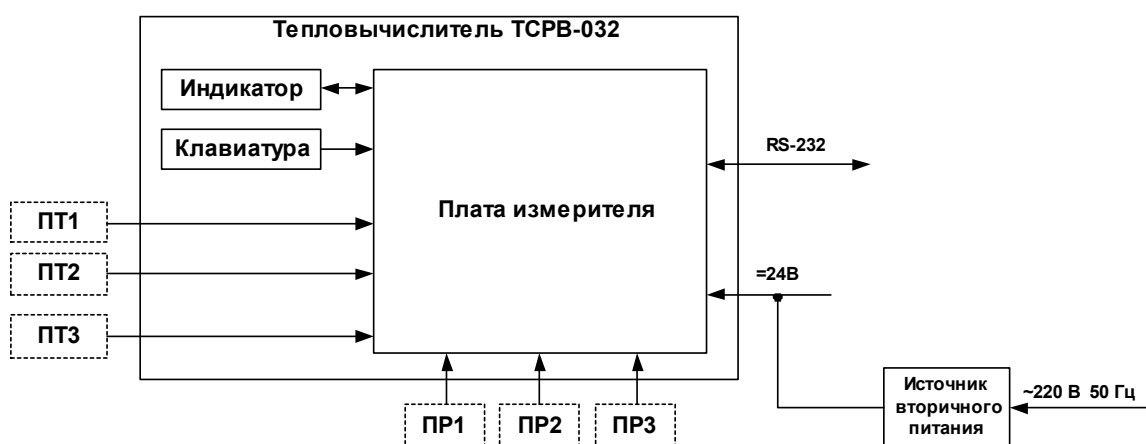 Тепловычислитель ТСРВ-032
Индикатор
Клавиатура
RS-232
Плата измерителя
ПТ1
ПТ2
=24В
ПТ3
Источник
вторичного
питания
~220 В 50 Гц
ПР1
ПР2
ПР3